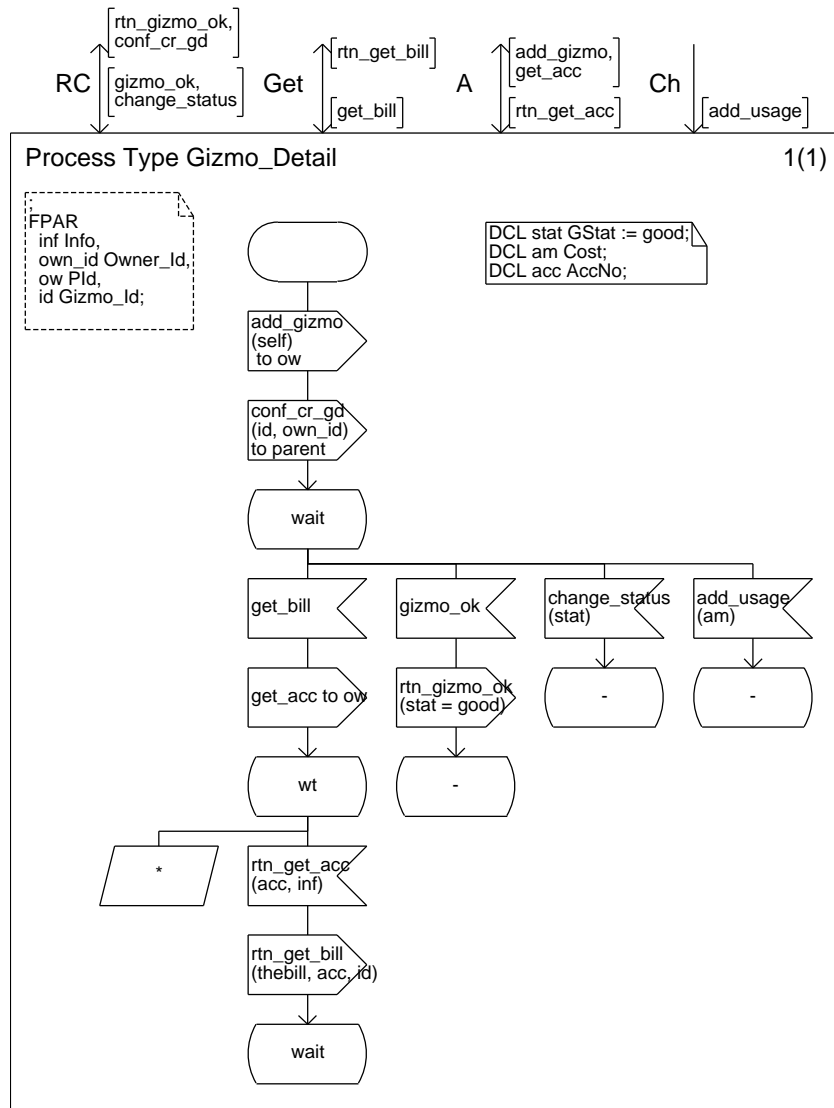 [rtn_gizmo_ok,
conf_cr_gd]
RC
[gizmo_ok,
change_status]
Get
[rtn_get_bill]
[get_bill]
A
[add_gizmo,
get_acc]
[rtn_get_acc]
Ch
[add_usage]
Process Type Gizmo_Detail
1(1)
;
FPAR
inf Info,
own_id Owner_Id,
ow PId,
id Gizmo_Id;
DCL stat GStat := good;
DCL am Cost;
DCL acc AccNo;
add_gizmo
(self)
to ow
conf_cr_gd
(id, own_id)
to parent
wait
get_bill
gizmo_ok
change_status
(stat)
add_usage
(am)
get_acc to ow
rtn_gizmo_ok
(stat = good)
-
-
wt
-
*
rtn_get_acc
(acc, inf)
rtn_get_bill
(thebill, acc, id)
wait